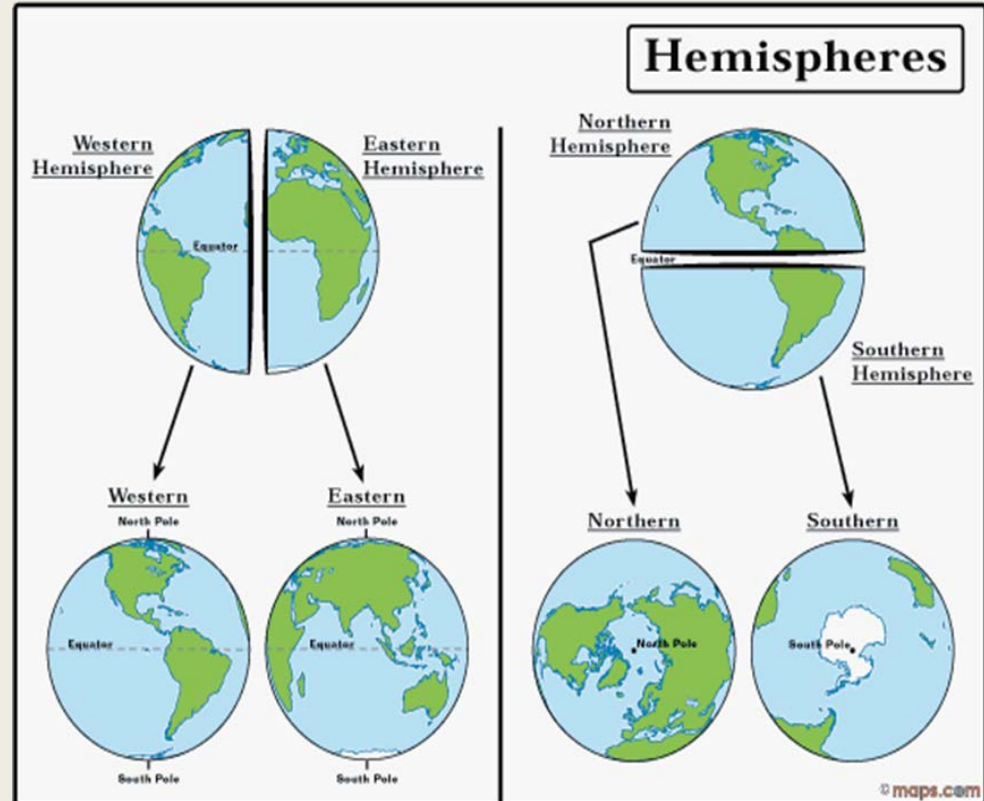 Hemispheres
Western
Hemisphere
Eastern
Hemisphere
Equator
Western
North Pole
Equator
South Pole
Eastern
North Pole
Equator
South Pole
Northern
Hemisphere
Equator
Southern
Hemisphere
Northern
North Pole
Southern
South Pole
©maps.com